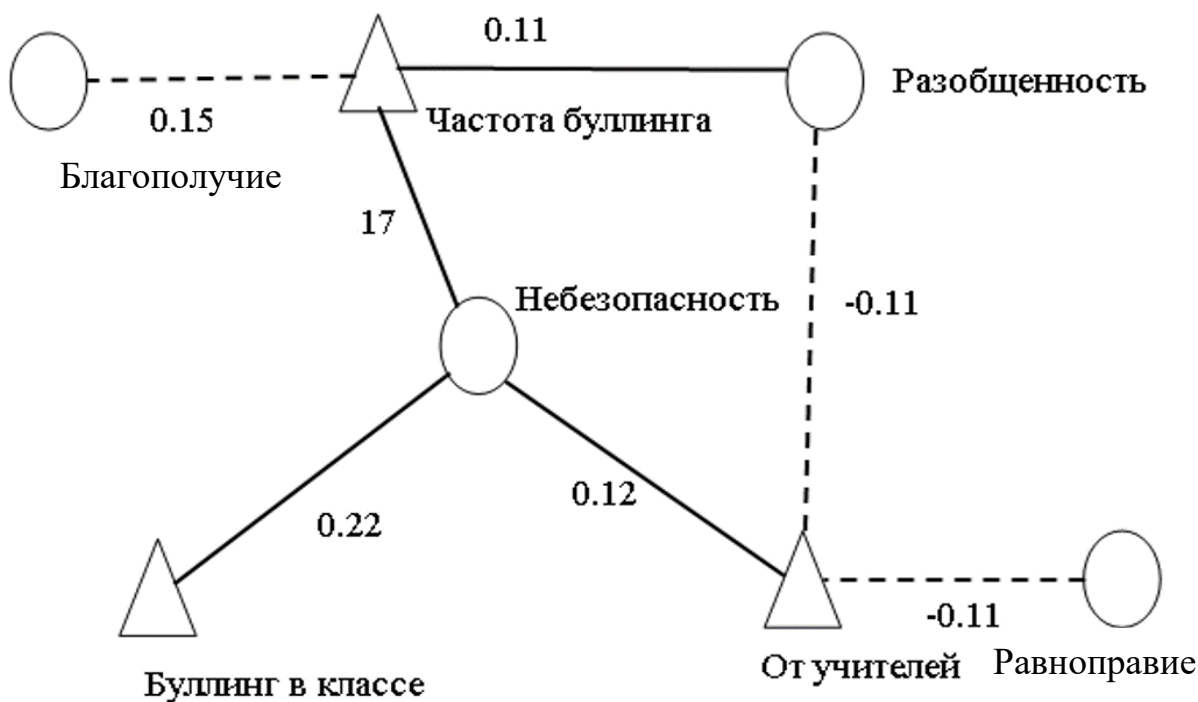 0.11
Разобщенность
0.15
Частота буллинга
Благополучие
17
Небезопасность
-0.11
0.12
0.22
-0.11
От учителей
Равноправие
Буллинг в классе